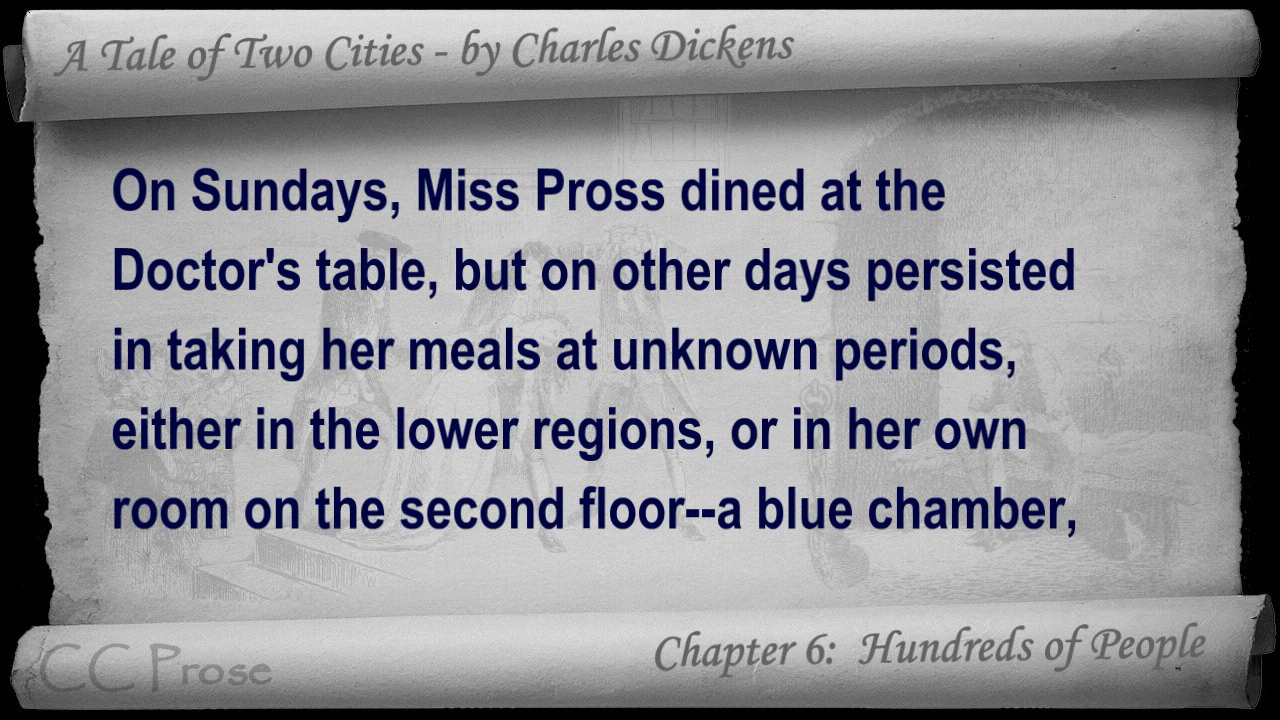 A Tale of Two Cities - by Charles Dickens
On Sundays, Miss Pross dined at the
Doctor's table, but on other days persisted
in taking her meals at unknown periods,
either in the lower regions, or in her own
room on the second floor--a blue chamber,
Chapter 6: Hundreds of People
CC Prose